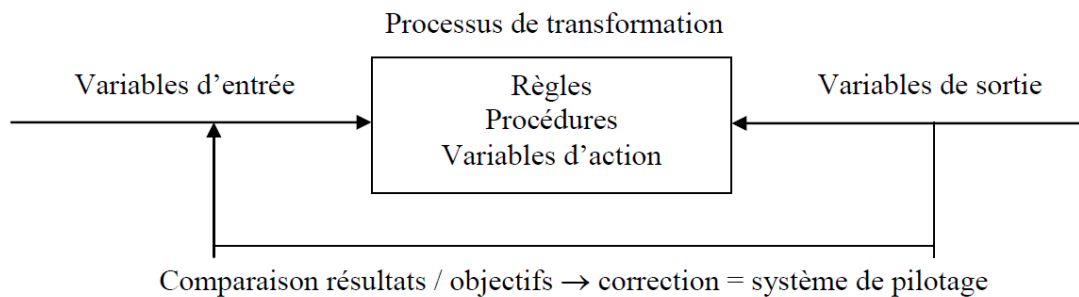 Processus de transformation
Variables d’entrée
Règles
Procédures
Variables d’action
Variables de sortie
Comparaison résultats / objectifs → correction = système de pilotage